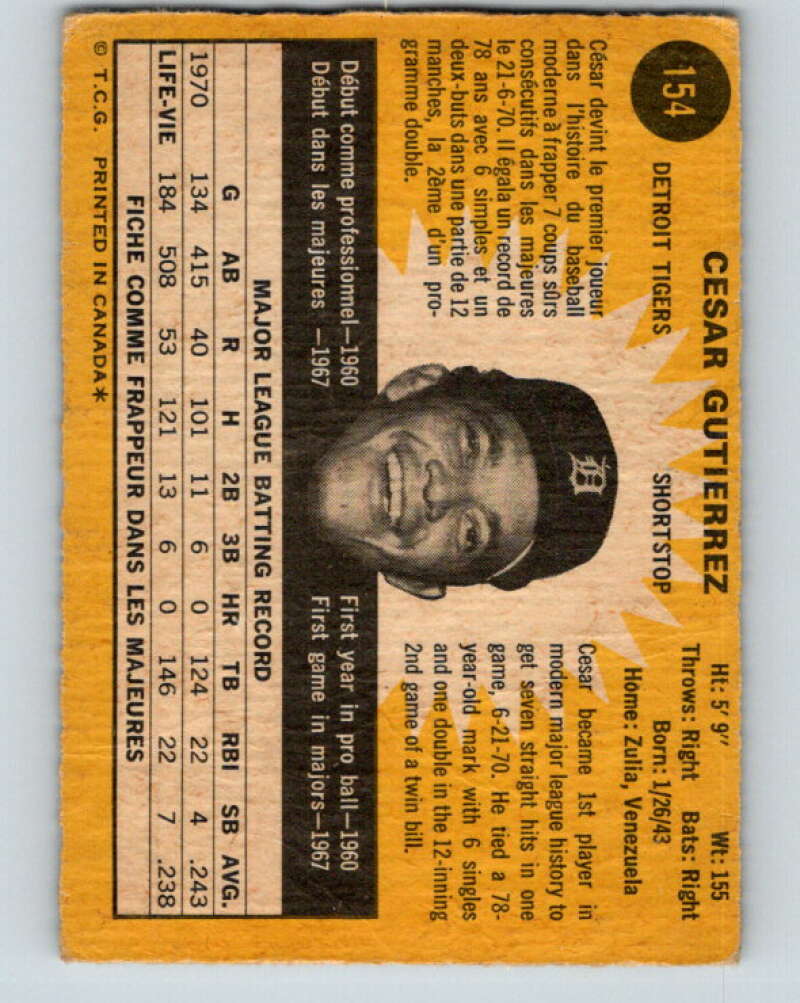 154
CESAR GUTIERREZ
DETROIT TIGERS
SHORTSTOP
Ht: 5' 9" Wt: 155
Throws: Right Bats: Right
Born: 1/26/43
Home: Zulia, Venezuela
César devint le premier joueur
dans l'histoire du baseball
moderne à frapper 7 coups sûrs
consécutifs dans les majeures
le 21-6-70. Il égala un record de
78 ans avec 6 simples et un
deux-buts dans une partie de 12
manches, la 2ème d'un pro-
gramme double.
D
Cesar became 1st player in
modern major league history to
get seven straight hits in one
game, 6-21-70. He tied a 78-
year-old mark with 6 singles
and one double in the 12-inning
2nd game of a twin bill.
Début comme professionnel—1960
Début dans les majeures —1967
First year in pro ball—1960
First game in majors—1967
MAJOR LEAGUE BATTING RECORD
G AB R H 2B 3B HR TB RBI SB AVG.
1970 134 415 40 101 11 6 0 124 22 4 .243
LIFE-VIE 184 508 53 121 13 6 0 146 22 7 .238
FICHE COMME FRAPPEUR DANS LES MAJEURES
© T.C.G. PRINTED IN CANADA*